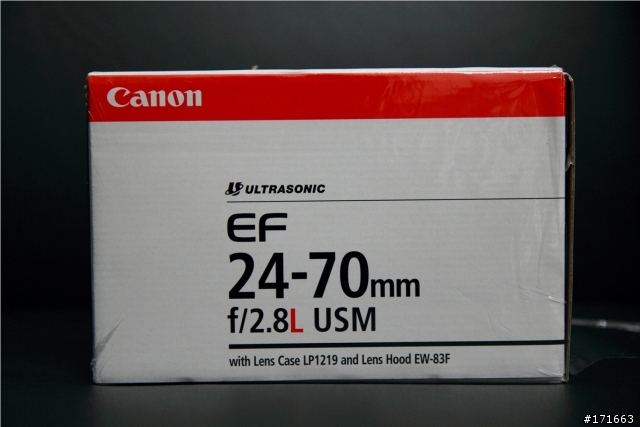 Canon
ULTRASONIC
EF
24-70mm
f/2.8L USM
with Lens Case LP1219 and Lens Hood EW-83F
#171663